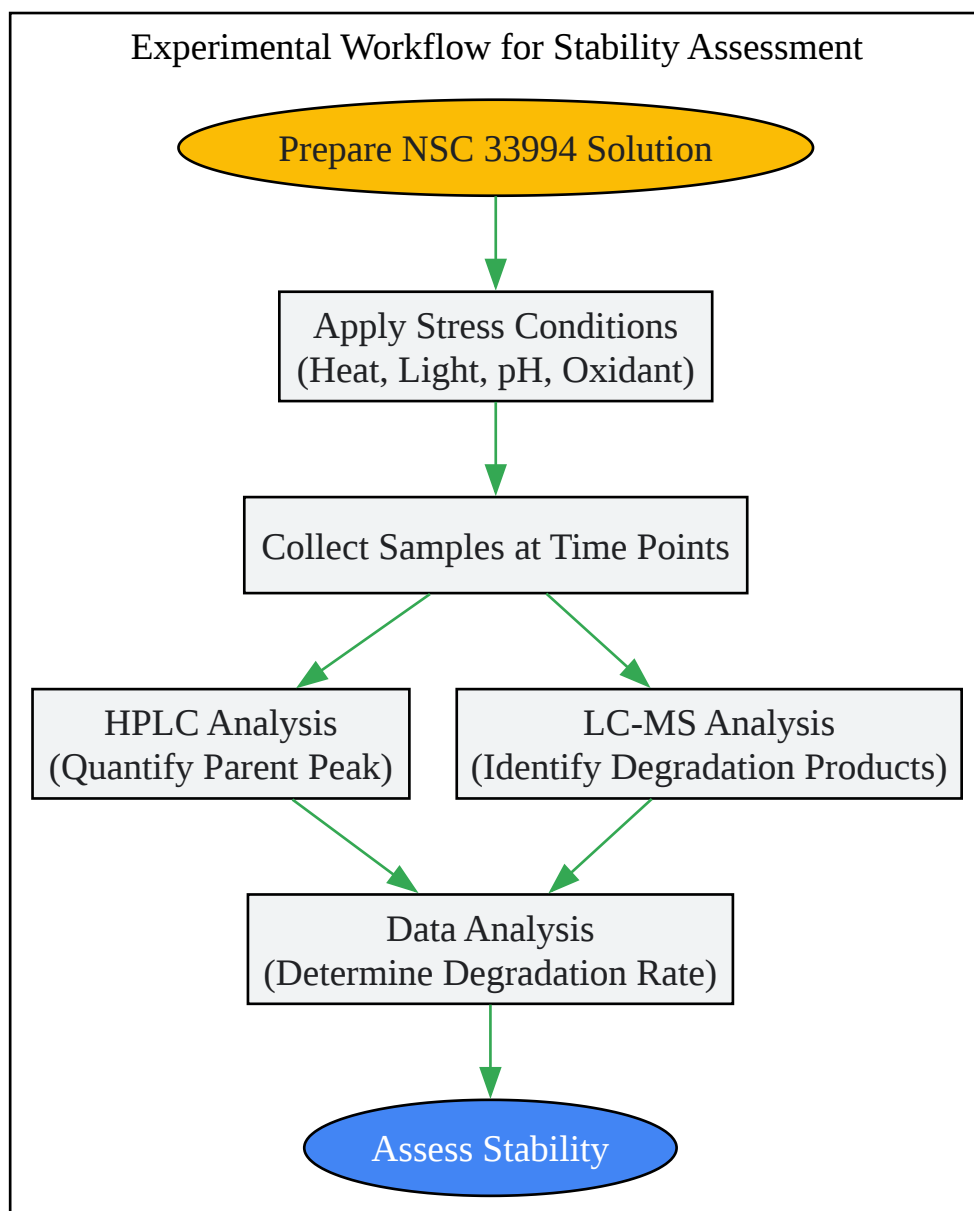 Experimental Workflow for Stability Assessment
Prepare NSC 33994 Solution
Apply Stress Conditions
(Heat, Light, pH, Oxidant)
Collect Samples at Time Points
HPLC Analysis
(Quantify Parent Peak)
LC-MS Analysis
(Identify Degradation Products)
Data Analysis
(Determine Degradation Rate)
Assess Stability